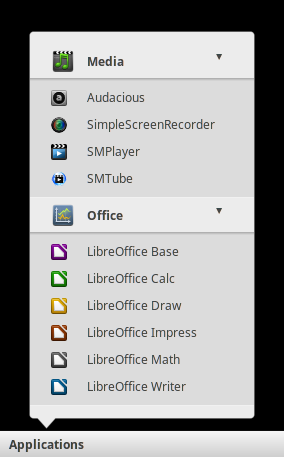 Media
Audacious
SimpleScreenRecorder
SMPlayer
SMTube
Office
LibreOffice Base
LibreOffice Calc
LibreOffice Draw
LibreOffice Impress
LibreOffice Math
LibreOffice Writer
Applications